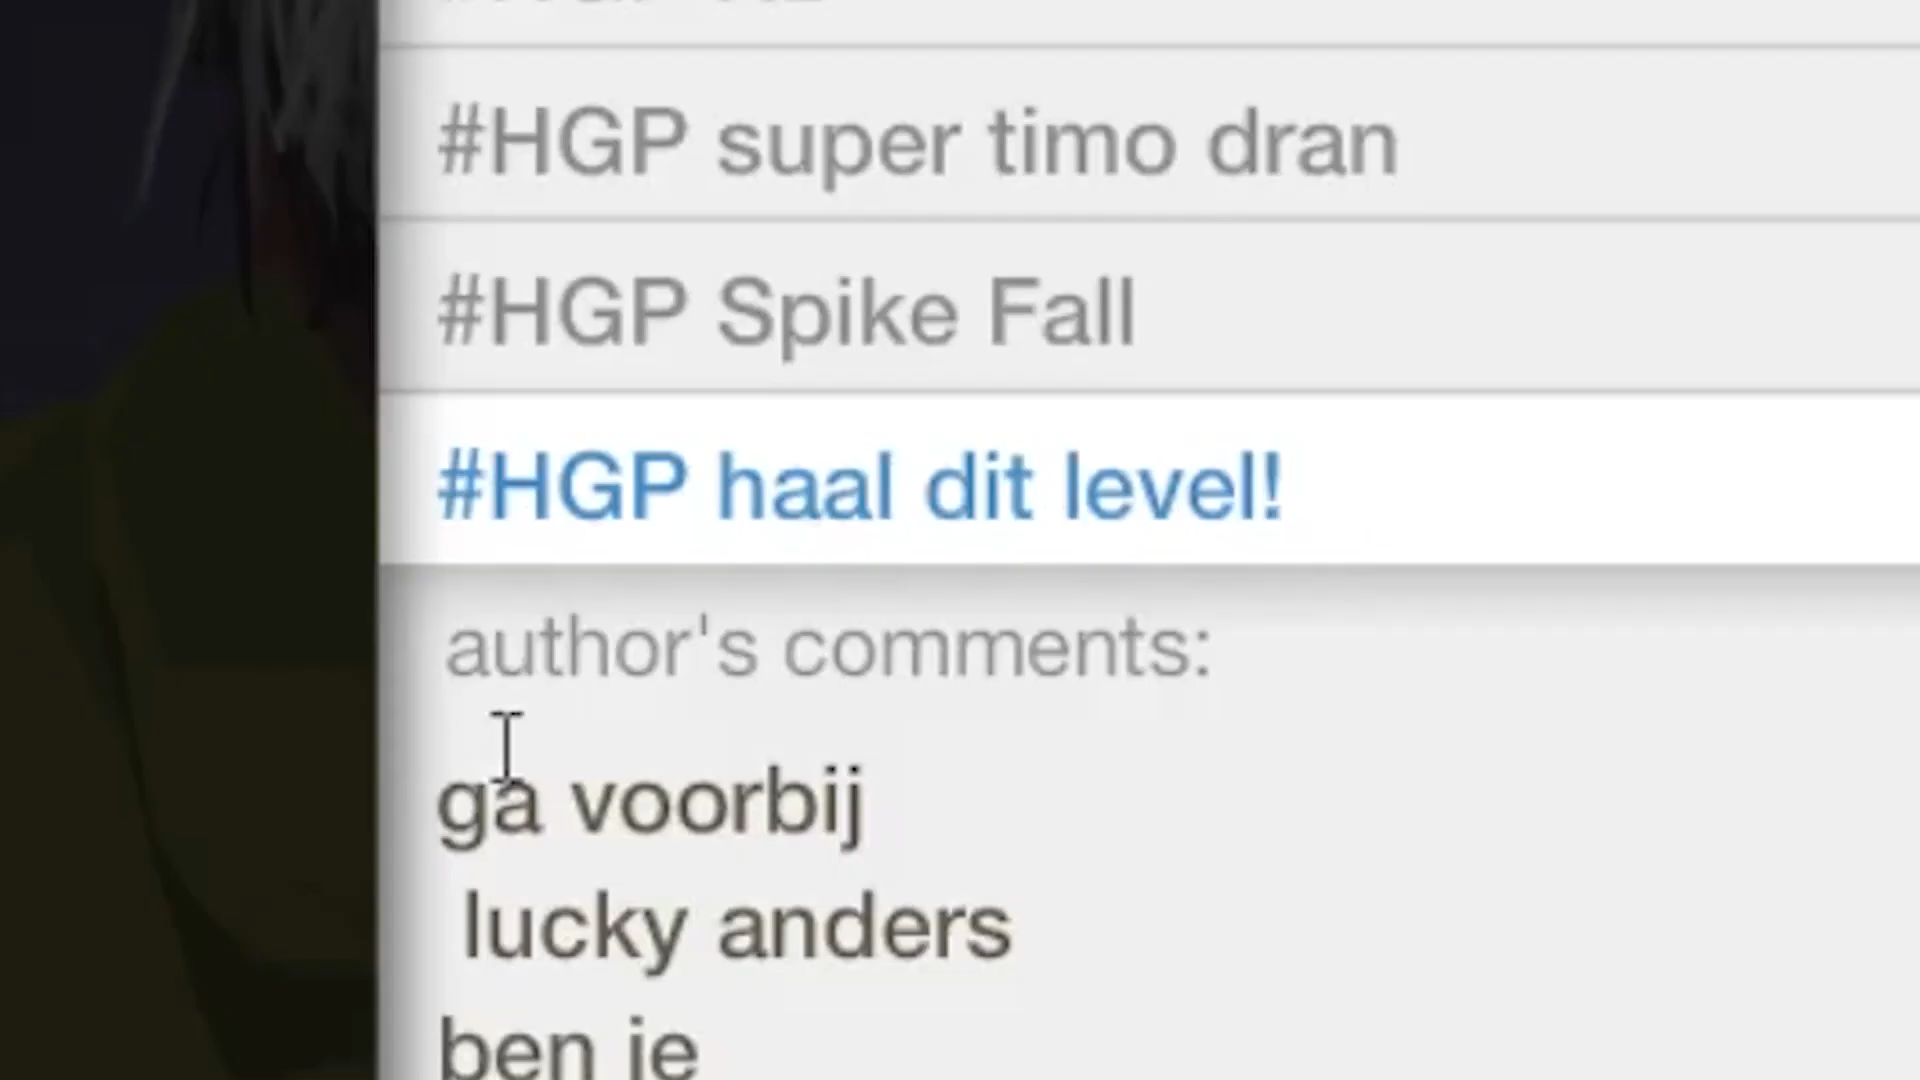 #HGP super timo dran
#HGP Spike Fall
#HGP haal dit level!
author's comments:
ga voorbij
lucky anders
ben je